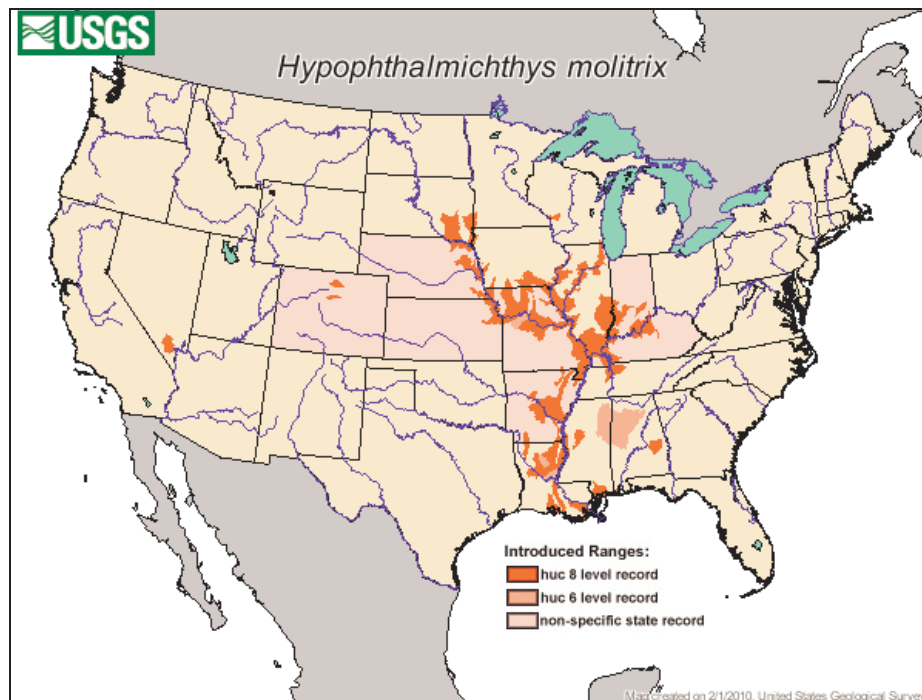 USGS
Hypophthalmichthys molitrix
Introduced Ranges:
huc 8 level record
huc 6 level record
non-specific state record
Map created on 2/1/2010. United States Geological Surve